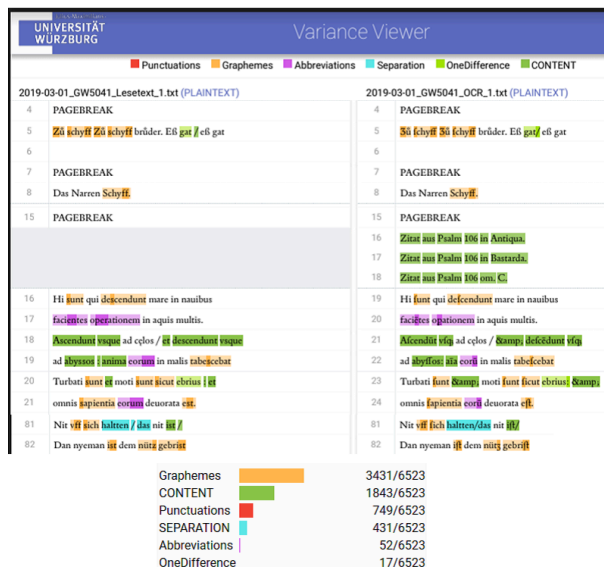 UNIVERSITÄT
WÜRZBURG
Variance Viewer
Punctuations Graphemes Abbreviations Separation OneDifference CONTENT
2019-03-01_GW5041_Lesetext_1.txt (PLAINTEXT)
4 PAGEBREAK
5 Zů schyff Zů schyff brůder. Eß gat / eß gat
6
7 PAGEBREAK
8 Das Narren Schyff.
15 PAGEBREAK
16 Hi sunt qui descendunt mare in nauibus
17 facientes operationem in aquis multis.
18 Ascendunt vsque ad cęlos / et descendunt vsque
19 ad abyssos : anima eorum in malis tabescebat
20 Turbati sunt et moti sunt sicut ebrius : et
21 omnis sapientia eorum deuorata est.
81 Nit vff sich haltten / das nit ist /
82 Dan nyeman ist dem nütz gebrist
2019-03-01_GW5041_OCR_1.txt (PLAINTEXT)
4 PAGEBREAK
5 Zů ſchyff Zů ſchyff brůder. Eß gat/ eß gat
6
7 PAGEBREAK
8 Das Narren Schyff.
15 PAGEBREAK
16 Zitat aus Psalm 106 in Antiqua.
17 Zitat aus Psalm 106 in Bastarda.
18 Zitat aus Psalm 106 om. C.
19 Hi ſunt qui deſcendunt mare in nauibus
20 faciẽtes opationem in aquis multis.
21 Aſcendũt vſq, ad cęlos / &amp; deſcẽdũt vſq,
22 ad abyſſos: aĩa eorũ in malis tabeſcebat
23 Turbati ſunt &amp; moti ſunt ſicut ebrius: &amp;
24 omnis ſapientia eorũ deuorata eſt.
81 Nit vff ſich haltten/das nit iſt/
82 Dan nyeman iſt dem nütz gebriſt
Graphemes 3431/6523
CONTENT 1843/6523
Punctuations 749/6523
SEPARATION 431/6523
Abbreviations 52/6523
OneDifference 17/6523